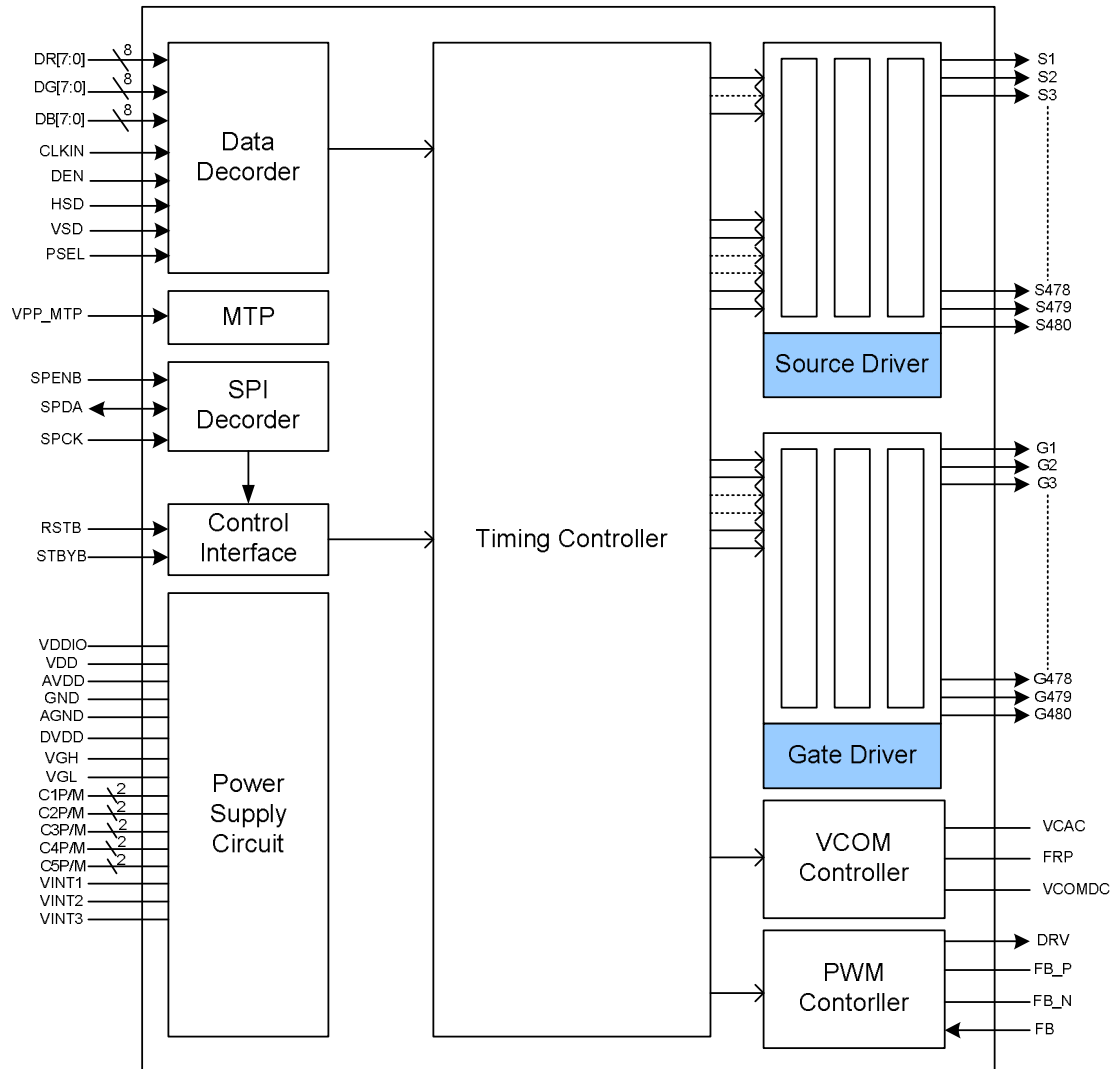 DR[7:0]
8
DG[7:0]
8
DB[7:0]
8
CLKIN
DEN
HSD
VSD
PSEL
Data
Decorder
VPP_MTP
MTP
SPENB
SPDA
SPCK
SPI
Decorder
RSTB
STBYB
Control
Interface
VDDIO
VDD
AVDD
GND
AGND
DVDD
VGH
VGL
C1P/M
2
C2P/M
2
C3P/M
2
C4P/M
2
C5P/M
2
VINT1
VINT2
VINT3
Power
Supply
Circuit
Timing Controller
Source Driver
S1
S2
S3
S478
S479
S480
Gate Driver
G1
G2
G3
G478
G479
G480
VCOM
Controller
VCAC
FRP
VCOMDC
PWM
Contorller
DRV
FB_P
FB_N
FB